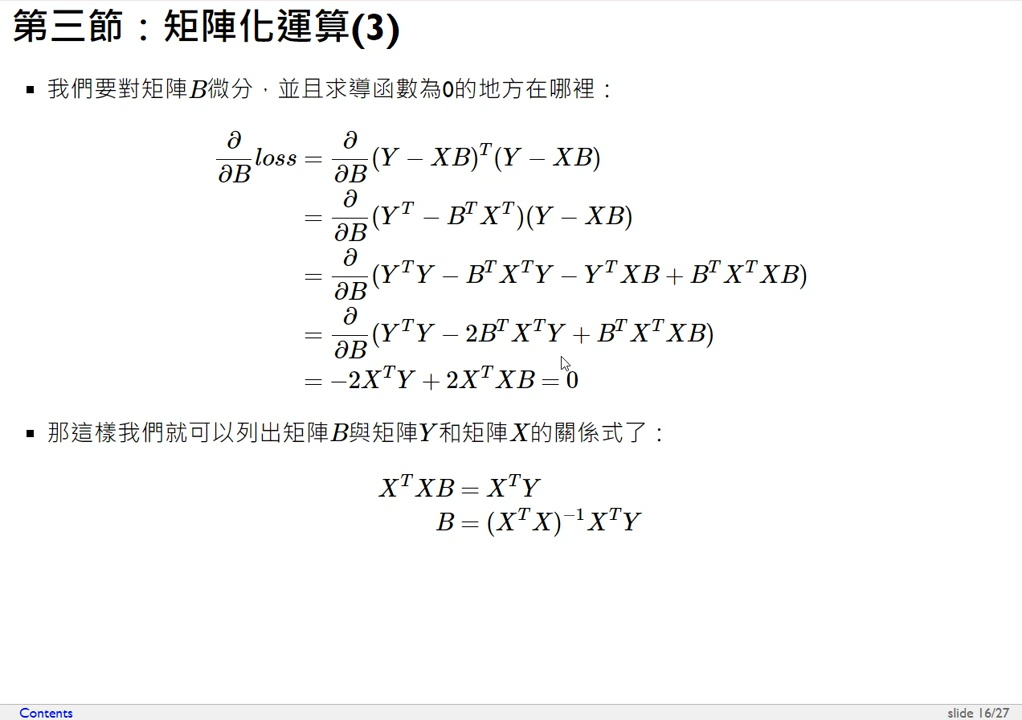 第三節：矩陣化運算(3)
▪ 我們要對矩陣B微分，並且求導函數為0的地方在哪裡：
∂/∂B loss = ∂/∂B (Y − XB)^T (Y − XB)
= ∂/∂B (Y^T − B^T X^T)(Y − XB)
= ∂/∂B (Y^T Y − B^T X^T Y − Y^T XB + B^T X^T XB)
= ∂/∂B (Y^T Y − 2B^T X^T Y + B^T X^T XB)
= −2X^T Y + 2X^T XB = 0
▪ 那這樣我們就可以列出矩陣B與矩陣Y和矩陣X的關係式了：
X^T XB = X^T Y
B = (X^T X)^−1 X^T Y
Contents
slide 16/27